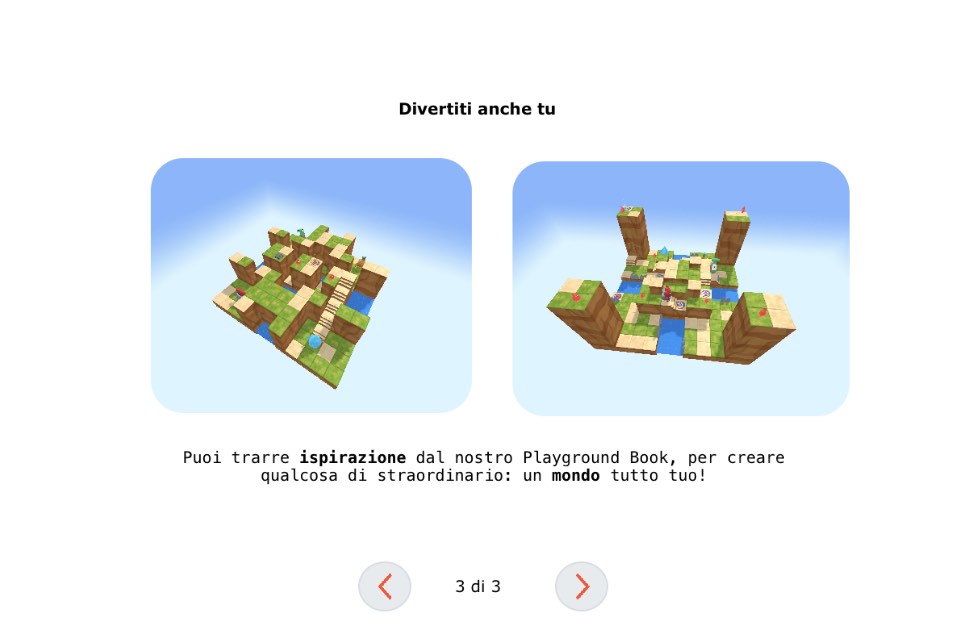 Divertiti anche tu
Puoi trarre ispirazione dal nostro Playground Book, per creare
qualcosa di straordinario: un mondo tutto tuo!
3 di 3